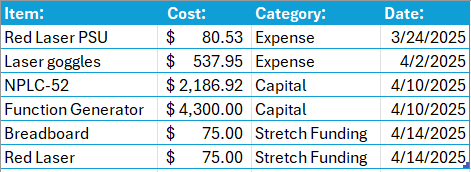 Item: Cost: Category: Date:
Red Laser PSU $ 80.53 Expense 3/24/2025
Laser goggles $ 537.95 Expense 4/2/2025
NPLC-52 $ 2,186.92 Capital 4/10/2025
Function Generator $ 4,300.00 Capital 4/10/2025
Breadboard $ 75.00 Stretch Funding 4/14/2025
Red Laser $ 75.00 Stretch Funding 4/14/2025